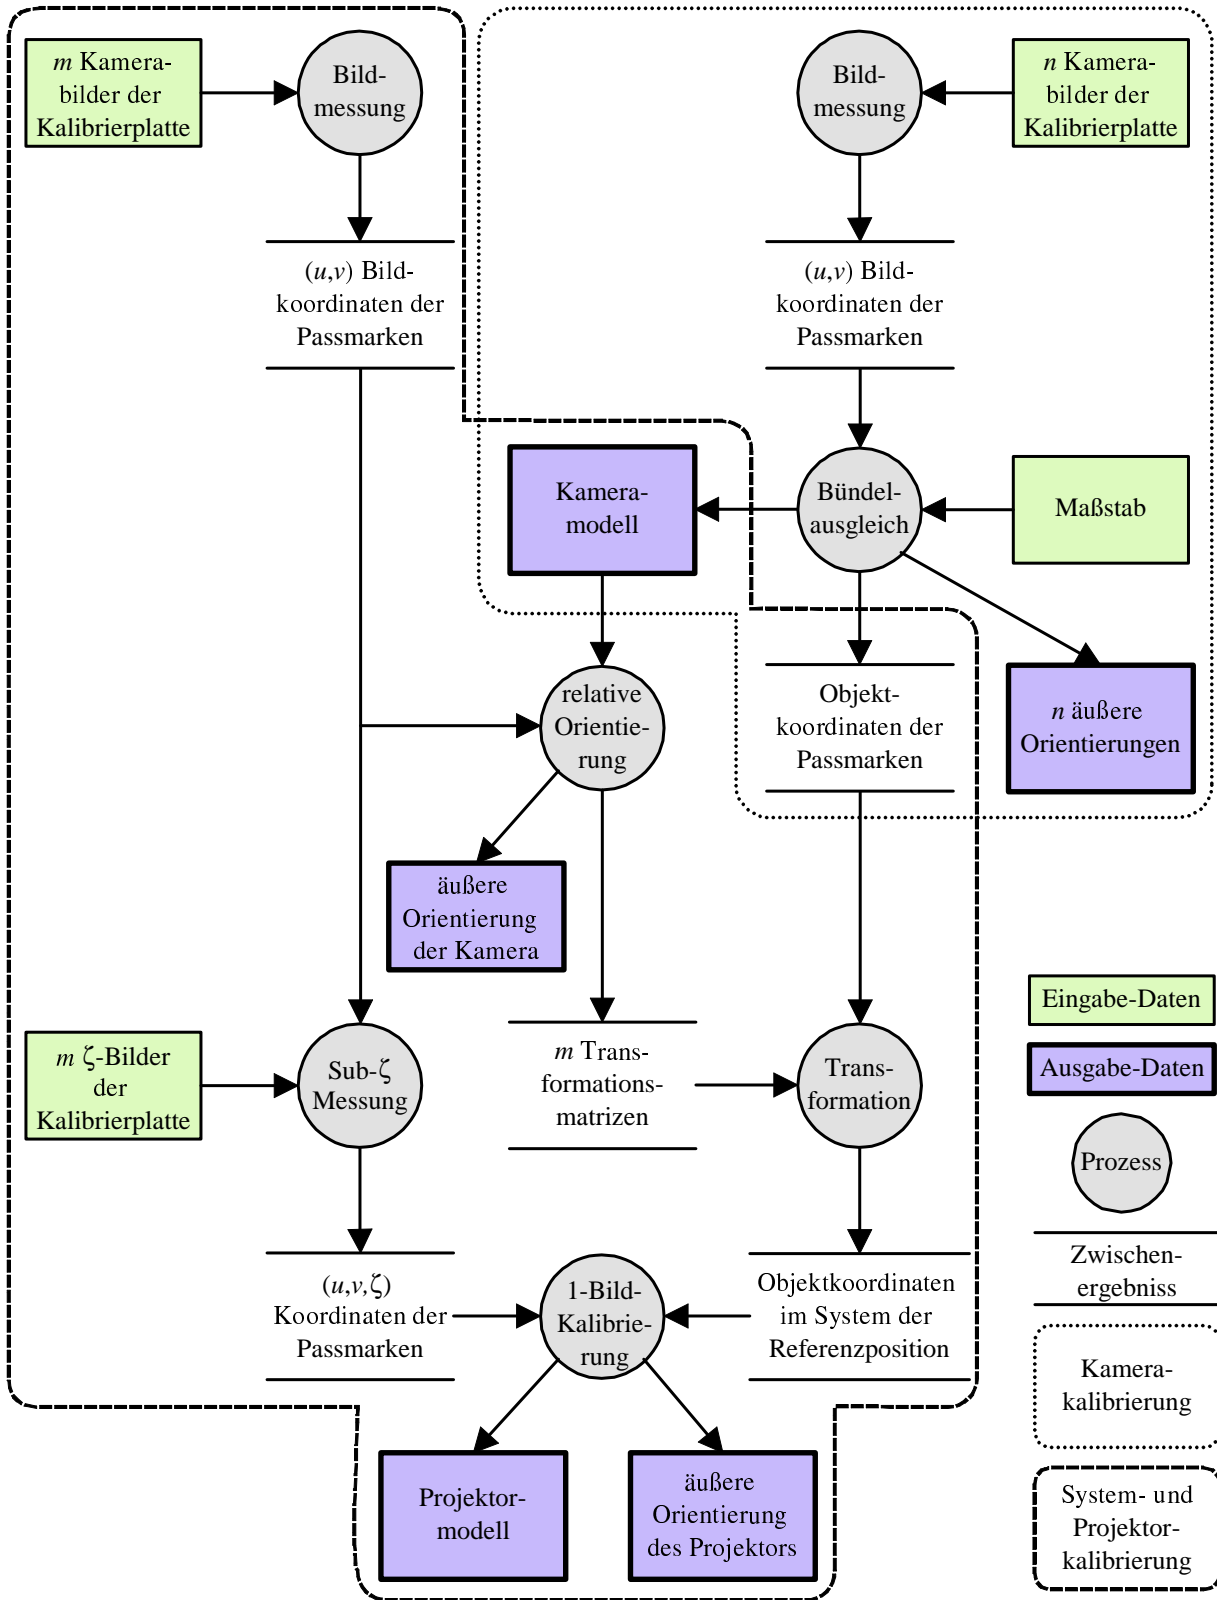 m Kamera-
bilder der
Kalibrierplatte
Bild-
messung
Bild-
messung
n Kamera-
bilder der
Kalibrierplatte
(u,v) Bild-
koordinaten der
Passmarken
(u,v) Bild-
koordinaten der
Passmarken
Kamera-
modell
Bündel-
ausgleich
Maßstab
relative
Orientie-
rung
Objekt-
koordinaten der
Passmarken
n äußere
Orientierungen
äußere
Orientierung
der Kamera
m ζ-Bilder
der
Kalibrierplatte
Sub-ζ
Messung
m Trans-
formations-
matrizen
Trans-
formation
(u,v,ζ)
Koordinaten der
Passmarken
1-Bild-
Kalibrie-
rung
Objektkoordinaten
im System der
Referenzposition
Projektor-
modell
äußere
Orientierung
des Projektors
Eingabe-Daten
Ausgabe-Daten
Prozess
Zwischen-
ergebniss
Kamera-
kalibrierung
System- und
Projektor-
kalibrierung